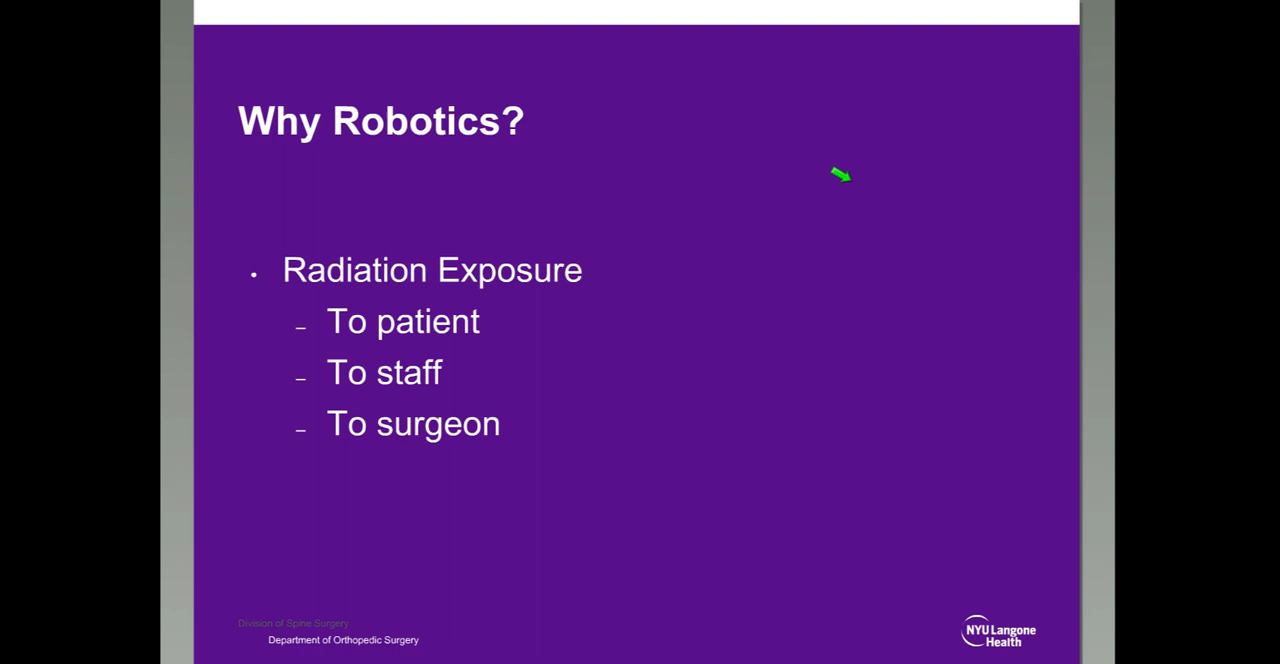 Why Robotics?
• Radiation Exposure
– To patient
– To staff
– To surgeon
Division of Spine Surgery
Department of Orthopedic Surgery
NYU Langone
Health